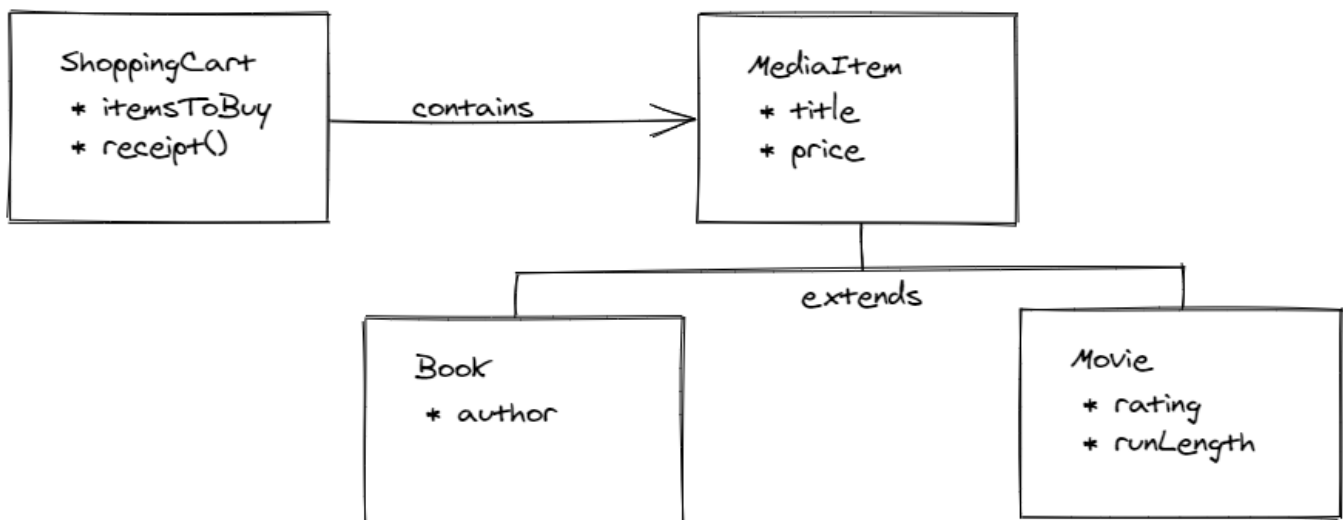 ShoppingCart
* itemsToBuy
* receipt()
contains
MediaItem
* title
* price
extends
Book
* author
Movie
* rating
* runLength